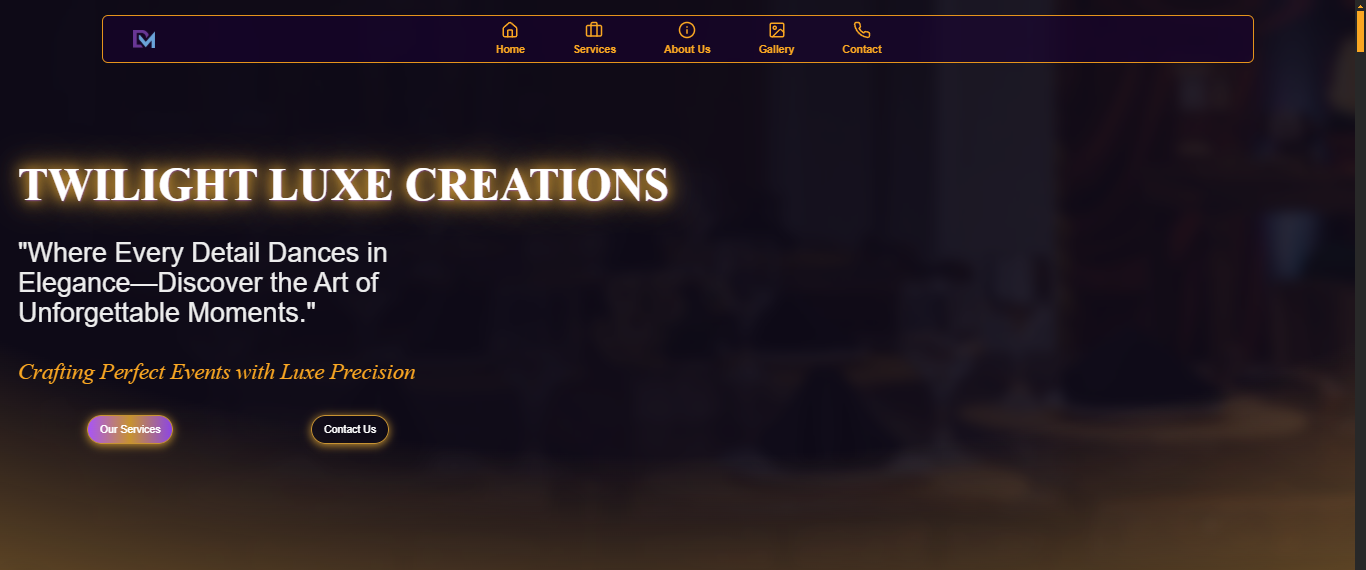 DM
Home
Services
About Us
Gallery
Contact
TWILIGHT LUXE CREATIONS
"Where Every Detail Dances in
Elegance—Discover the Art of
Unforgettable Moments."
Crafting Perfect Events with Luxe Precision
Our Services
Contact Us